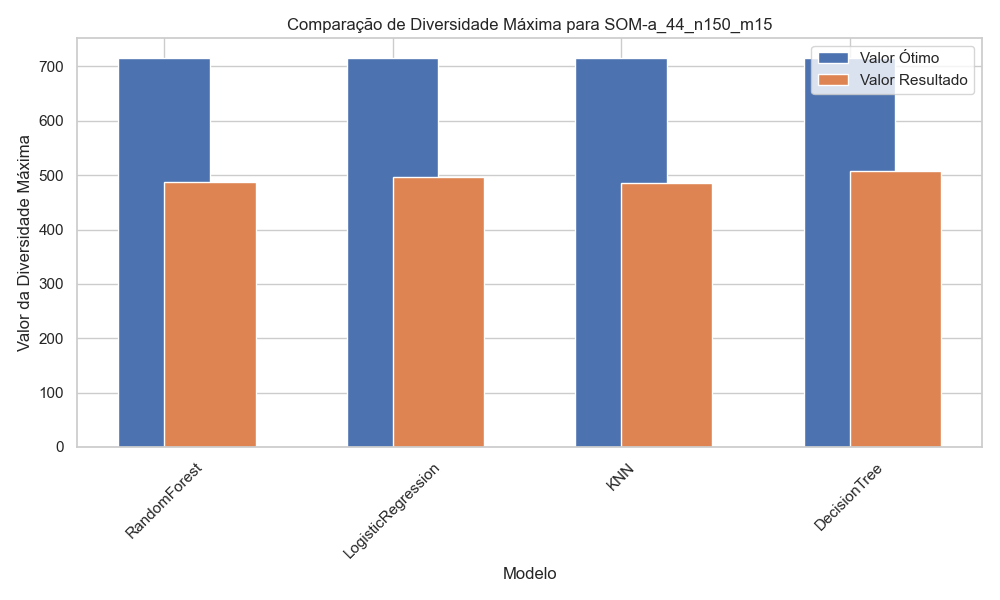 Comparação de Diversidade Máxima para SOM-a_44_n150_m15
Valor Ótimo
Valor Resultado
Valor da Diversidade Máxima
700
600
500
400
300
200
100
0
RandomForest
LogisticRegression
KNN
DecisionTree
Modelo